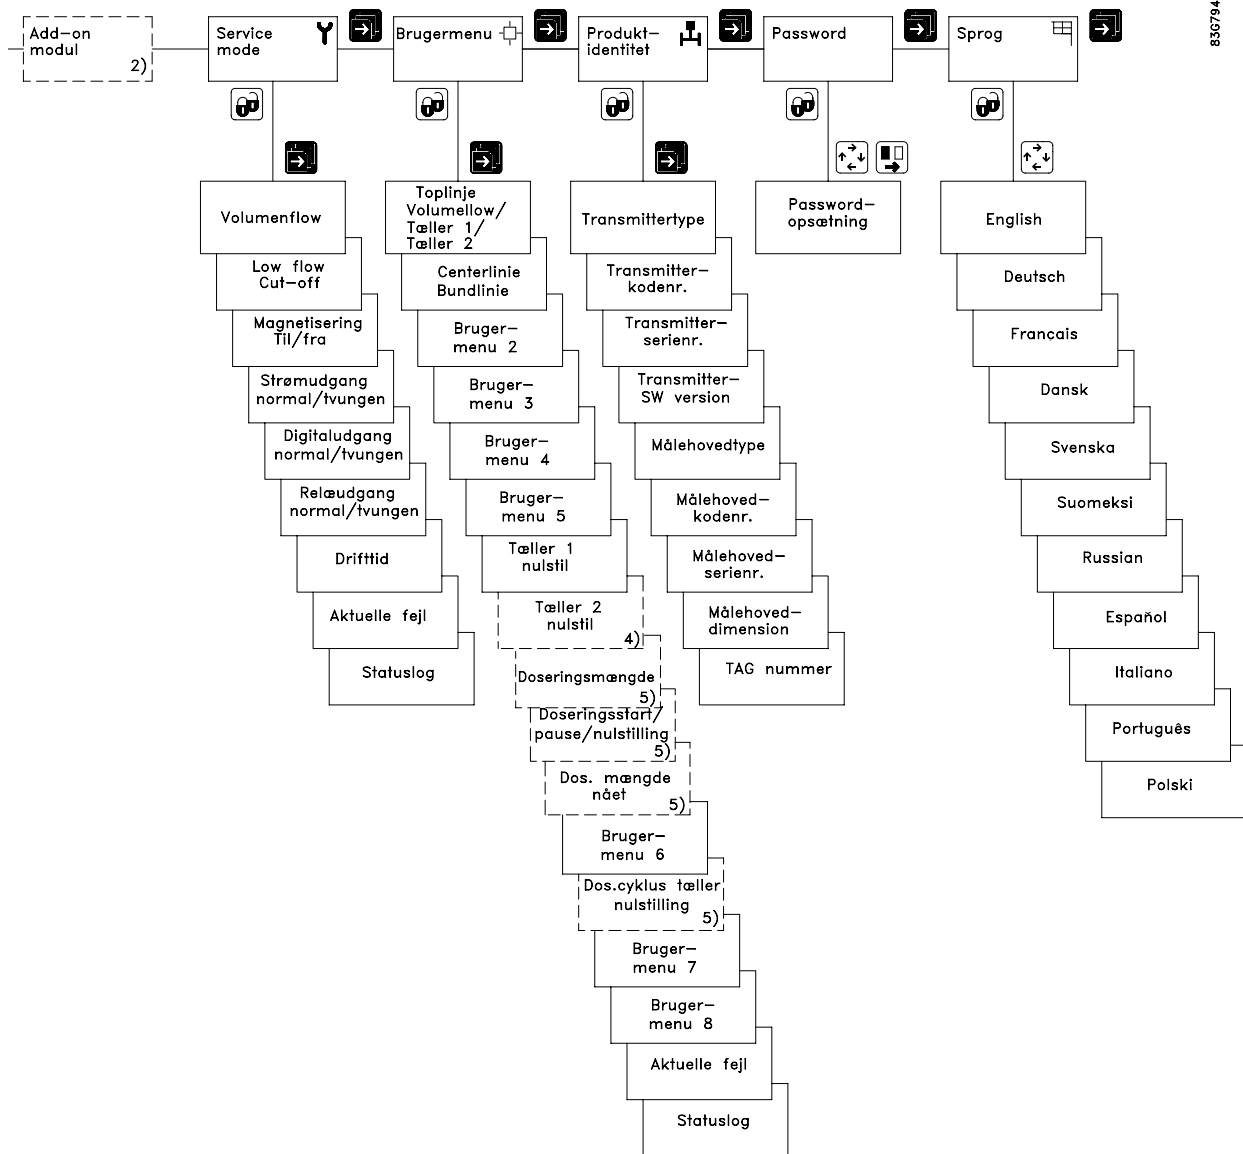 Add-on
modul
2)
Service
mode
Brugermenu
Produkt-
identitet
Password
Sprog
83G794
Volumenflow
Low flow
Cut-off
Magnetisering
Til/fra
Strømudgang
normal/tvungen
Digitaludgang
normal/tvungen
Relæudgang
normal/tvungen
Drifttid
Aktuelle fejl
Statuslog
Toplinje
Volumellow/
Tæller 1/
Tæller 2
Centerlinie
Bundlinie
Bruger-
menu 2
Bruger-
menu 3
Bruger-
menu 4
Bruger-
menu 5
Tæller 1
nulstil
Tæller 2
nulstil
4)
Doseringsmængde
5)
Doseringsstart/
pause/nulstilling
5)
Dos. mængde
nået
5)
Bruger-
menu 6
Dos.cyklus tæller
nulstilling
5)
Bruger-
menu 7
Bruger-
menu 8
Aktuelle fejl
Statuslog
Transmittertype
Transmitter-
kodenr.
Transmitter-
serienr.
Transmitter-
SW version
Målehovedtype
Målehoved-
kodenr.
Målehoved-
serienr.
Målehoved-
dimension
TAG nummer
Password-
opsætning
English
Deutsch
Francais
Dansk
Svenska
Suomeksi
Russian
Español
Italiano
Português
Polski